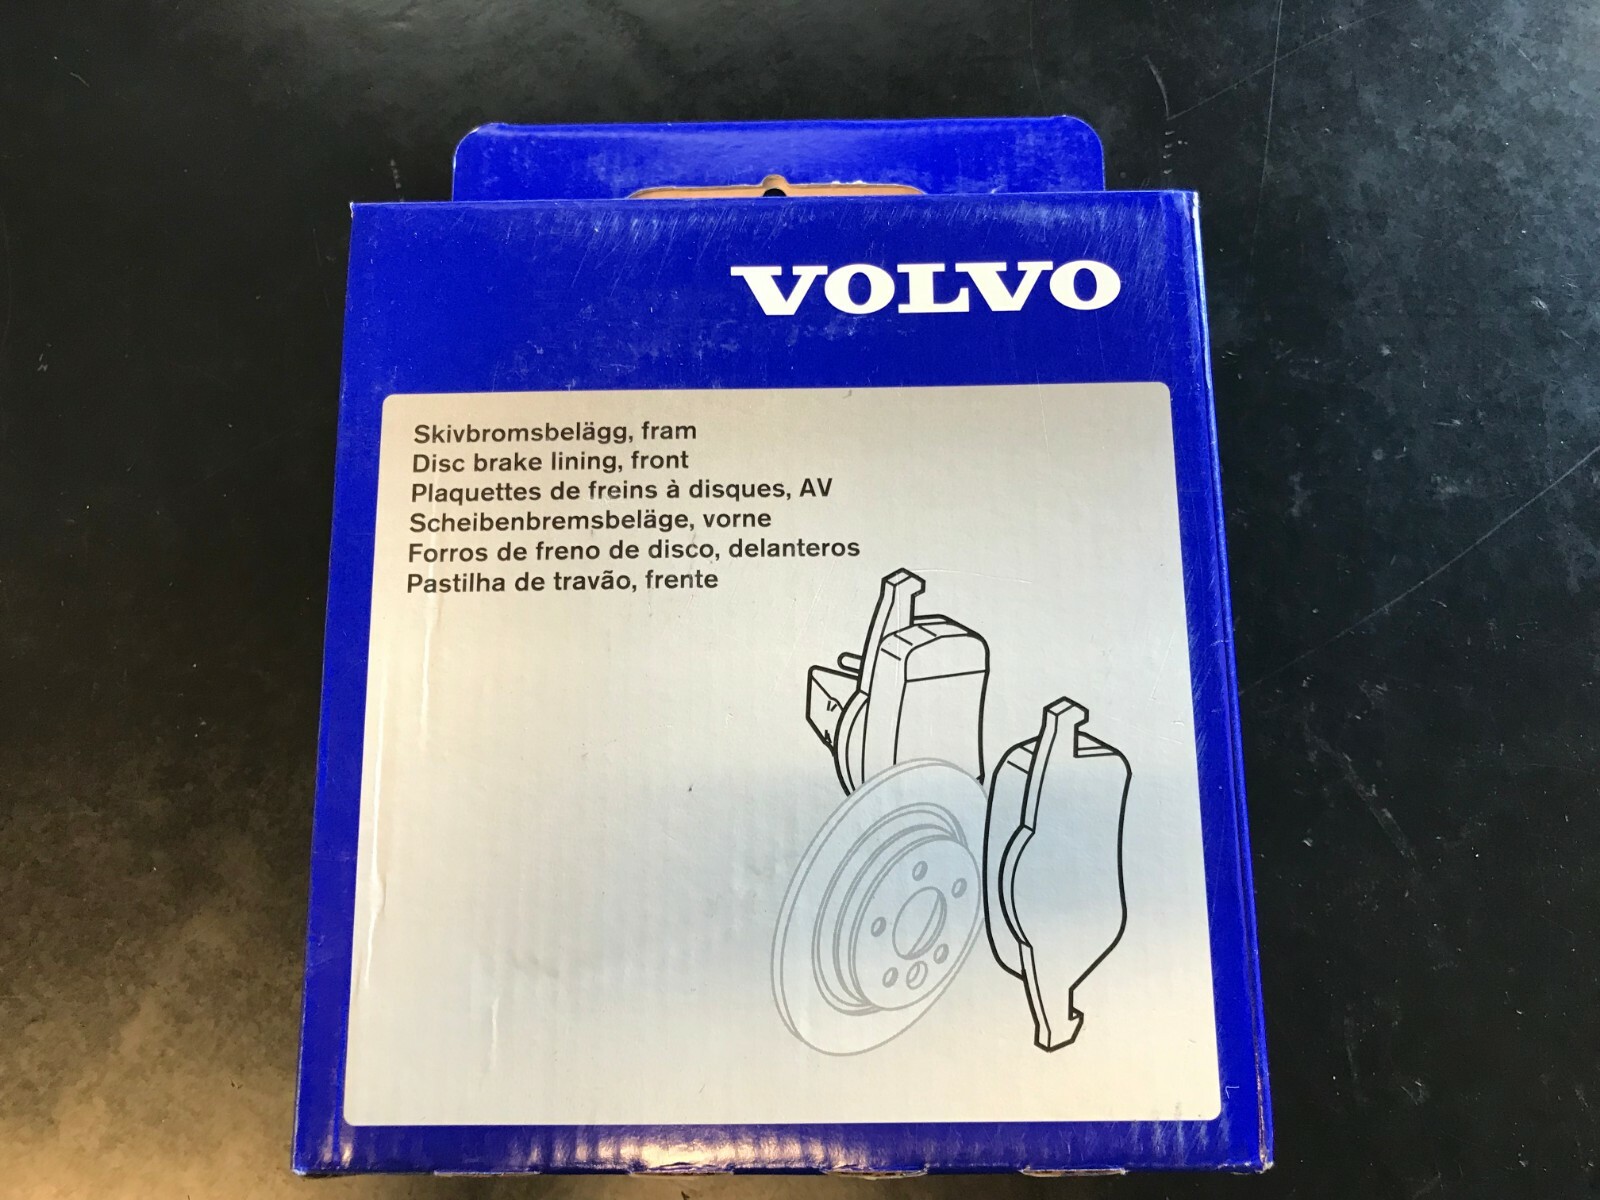 VOLVO
Skivbromsbelägg, fram
Disc brake lining, front
Plaquettes de freins à disques, AV
Scheibenbremsbeläge, vorne
Forros de freno de disco, delanteros
Pastilha de travão, frente